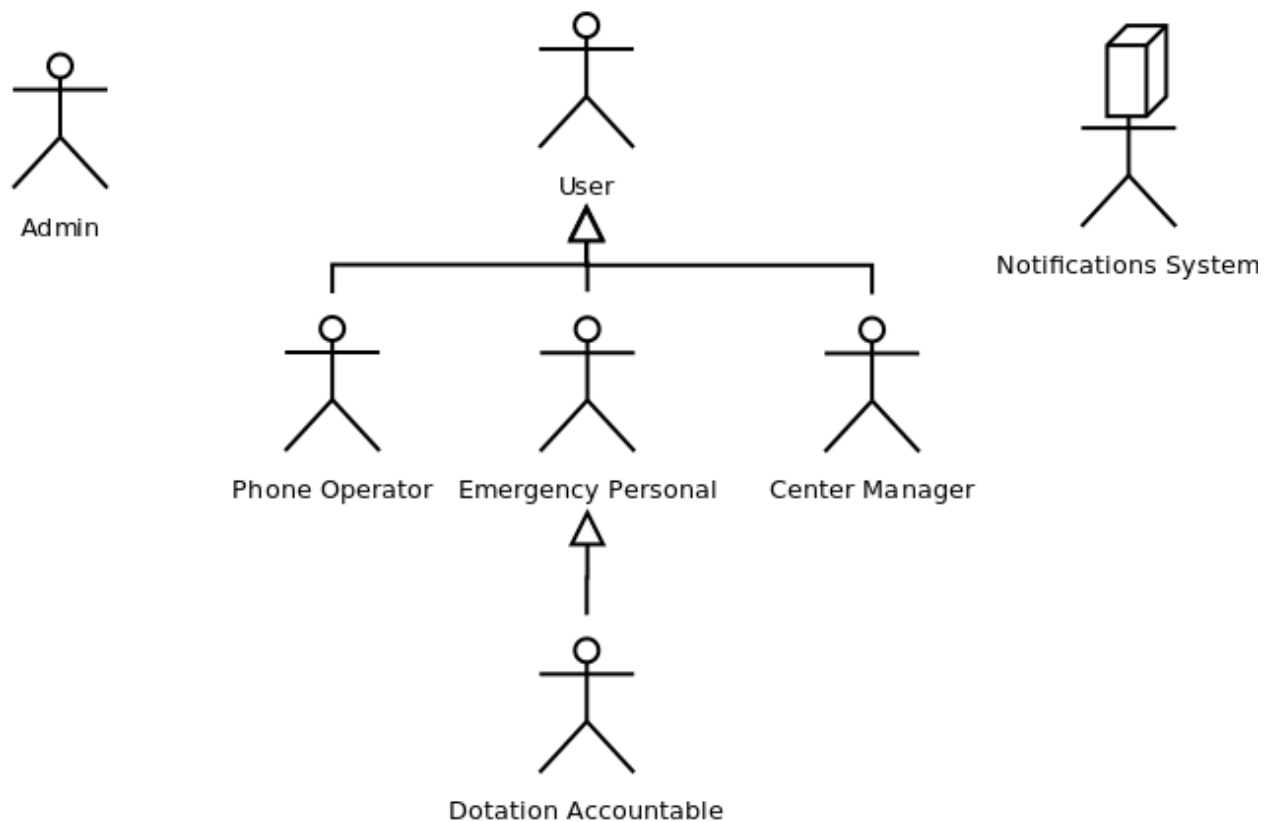 User
Admin
Notifications System
Phone Operator
Emergency Personal
Center Manager
Dotation Accountable